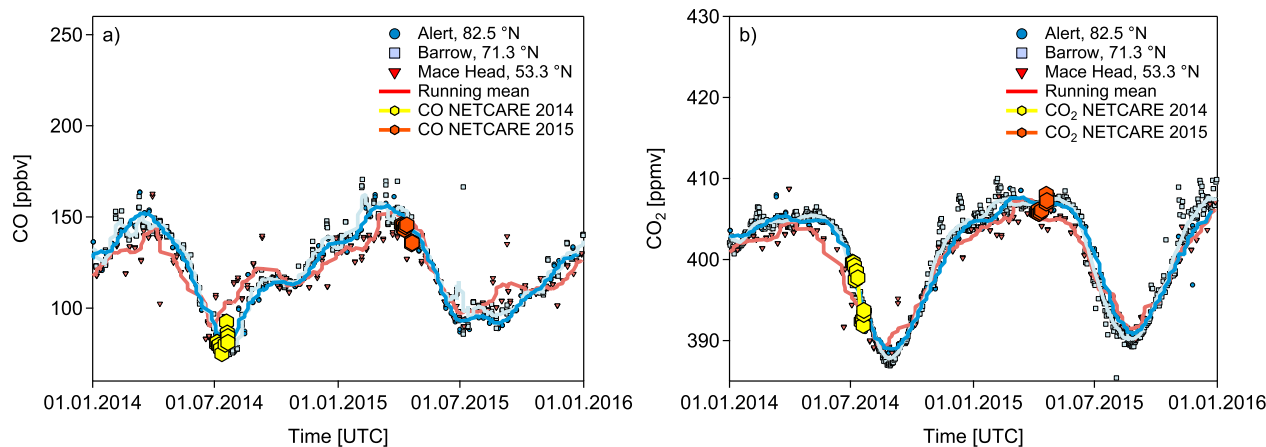 a)
Alert, 82.5 °N
Barrow, 71.3 °N
Mace Head, 53.3 °N
Running mean
CO NETCARE 2014
CO NETCARE 2015
250
200
150
100
CO [ppbv]
01.01.2014 01.07.2014 01.01.2015 01.07.2015 01.01.2016
Time [UTC]
b)
Alert, 82.5 °N
Barrow, 71.3 °N
Mace Head, 53.3 °N
Running mean
CO₂ NETCARE 2014
CO₂ NETCARE 2015
430
420
410
400
390
CO₂ [ppmv]
01.01.2014 01.07.2014 01.01.2015 01.07.2015 01.01.2016
Time [UTC]